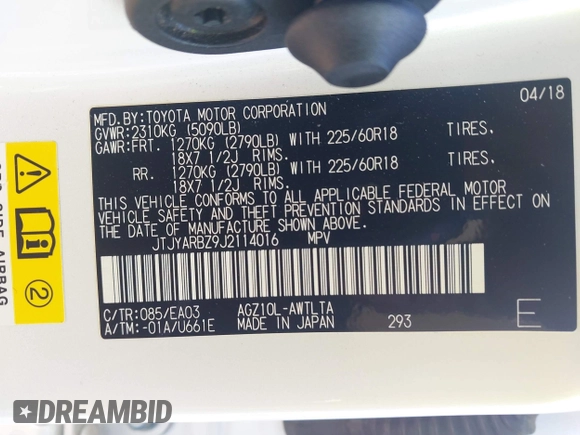 MFD.BY:TOYOTA MOTOR CORPORATION 04/18
GVWR:2310KG (5090LB)
GAWR:FRT. 1270KG (2790LB) WITH 225/60R18 TIRES.
18X7 1/2J RIMS.
RR. 1270KG (2790LB) WITH 225/60R18 TIRES.
18X7 1/2J RIMS.
THIS VEHICLE CONFORMS TO ALL APPLICABLE FEDERAL MOTOR
VEHICLE SAFETY AND THEFT PREVENTION STANDARDS IN EFFECT ON
THE DATE OF MANUFACTURE SHOWN ABOVE.
JTJYARBZ9J2114016 MPV
C/TR:085/EA03 AGZ10L-AWTLTA
A/TM:-01A/U661E MADE IN JAPAN 293 E
SIDE AIRBAG
2
DREAMBID